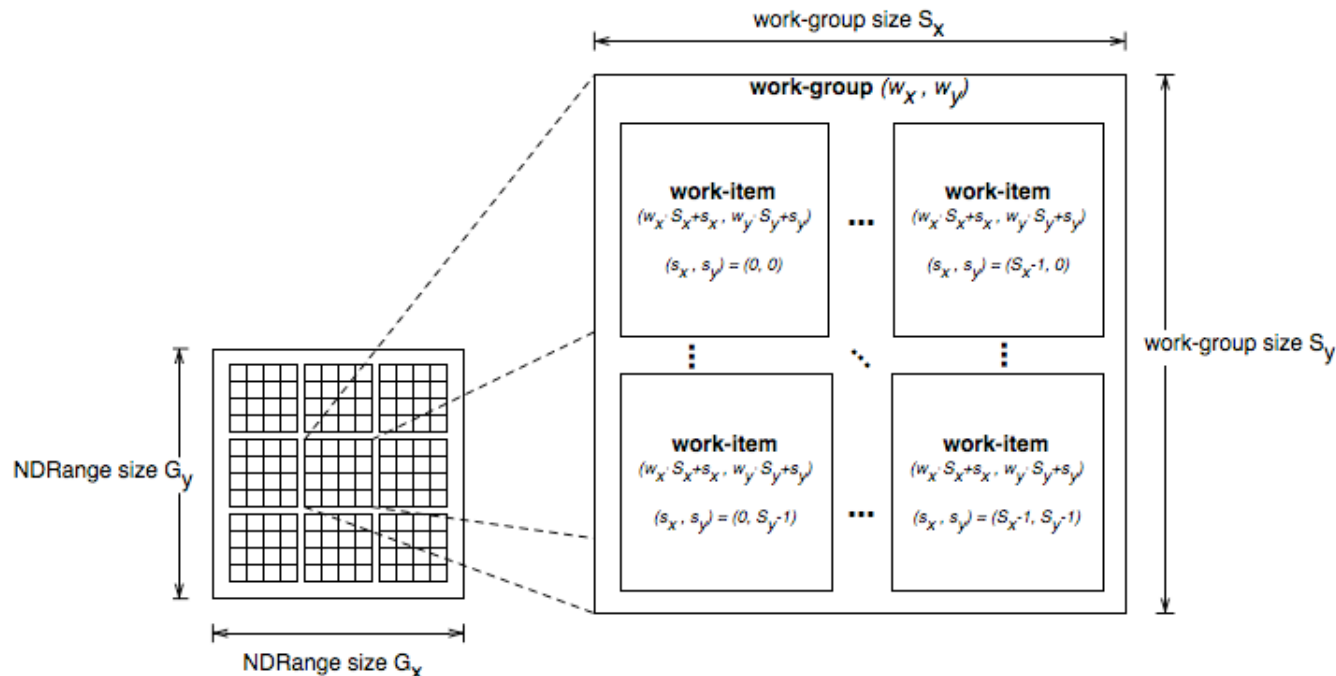 work-group size Sx
work-group (wx , wy)
work-item
(wx· Sx+sx , wy· Sy+sy)
(sx , sy) = (0, 0)
...
work-item
(wx· Sx+sx , wy· Sy+sy)
(sx , sy) = (Sx-1, 0)
work-group size Sy
work-item
(wx· Sx+sx , wy· Sy+sy)
(sx , sy) = (0, Sy-1)
...
work-item
(wx· Sx+sx , wy· Sy+sy)
(sx , sy) = (Sx-1, Sy-1)
NDRange size Gy
NDRange size Gx